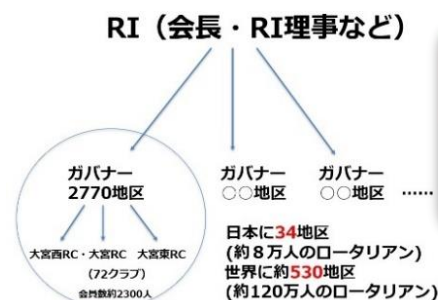 RI（会長・RI理事など）
ガバナー
2770地区
ガバナー
○○地区
ガバナー
○○地区
……
大宮西RC・大宮RC　大宮東RC
（72クラブ）
会員数約2300人
日本に34地区
(約８万人のロータリアン)
世界に約530地区
(約120万人のロータリアン)